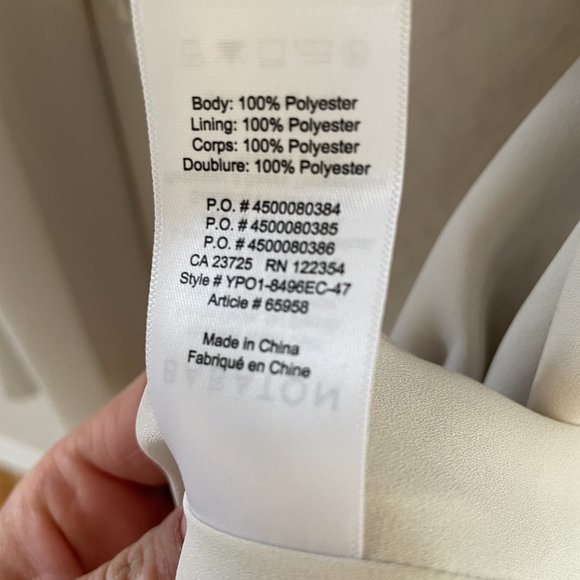 Body: 100% Polyester
Lining: 100% Polyester
Corps: 100% Polyester
Doublure: 100% Polyester
P.O. # 4500080384
P.O. # 4500080385
P.O. # 4500080386
CA 23725 RN 122354
Style # YPO1-8496EC-47
Article # 65958
Made in China
Fabriqué en Chine
BABATON